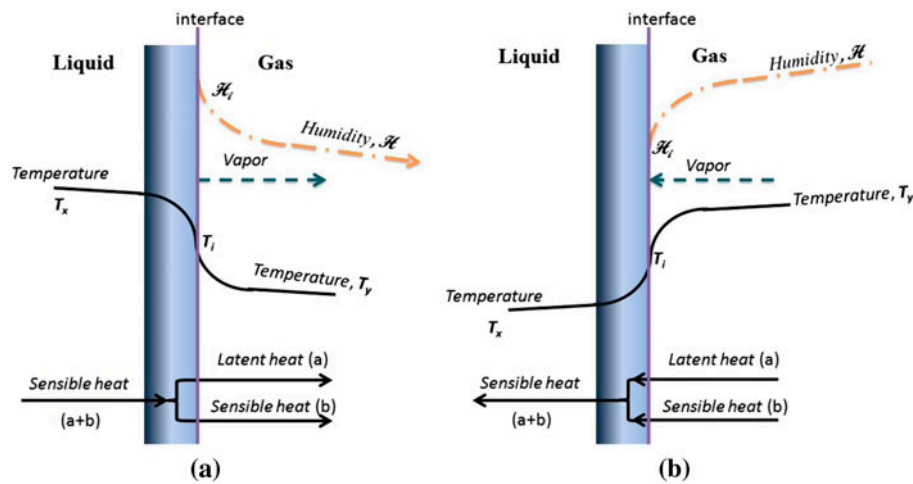 interface
Liquid
Gas
ℋi
Humidity, ℋ
Vapor
Temperature
Tx
Ti
Temperature, Ty
Latent heat (a)
Sensible heat
(a+b)
Sensible heat (b)
(a)
interface
Liquid
Gas
Humidity, ℋ
ℋi
Vapor
Temperature, Ty
Ti
Temperature
Tx
Latent heat (a)
Sensible heat
(a+b)
Sensible heat (b)
(b)